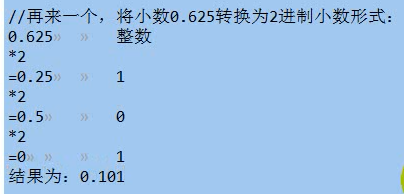 //再来一个，将小数0.625转换为2进制小数形式：
0.625» » 整数
*2
=0.25» » 1
*2
=0.5» » 0
*2
=0» » 1
结果为：0.101